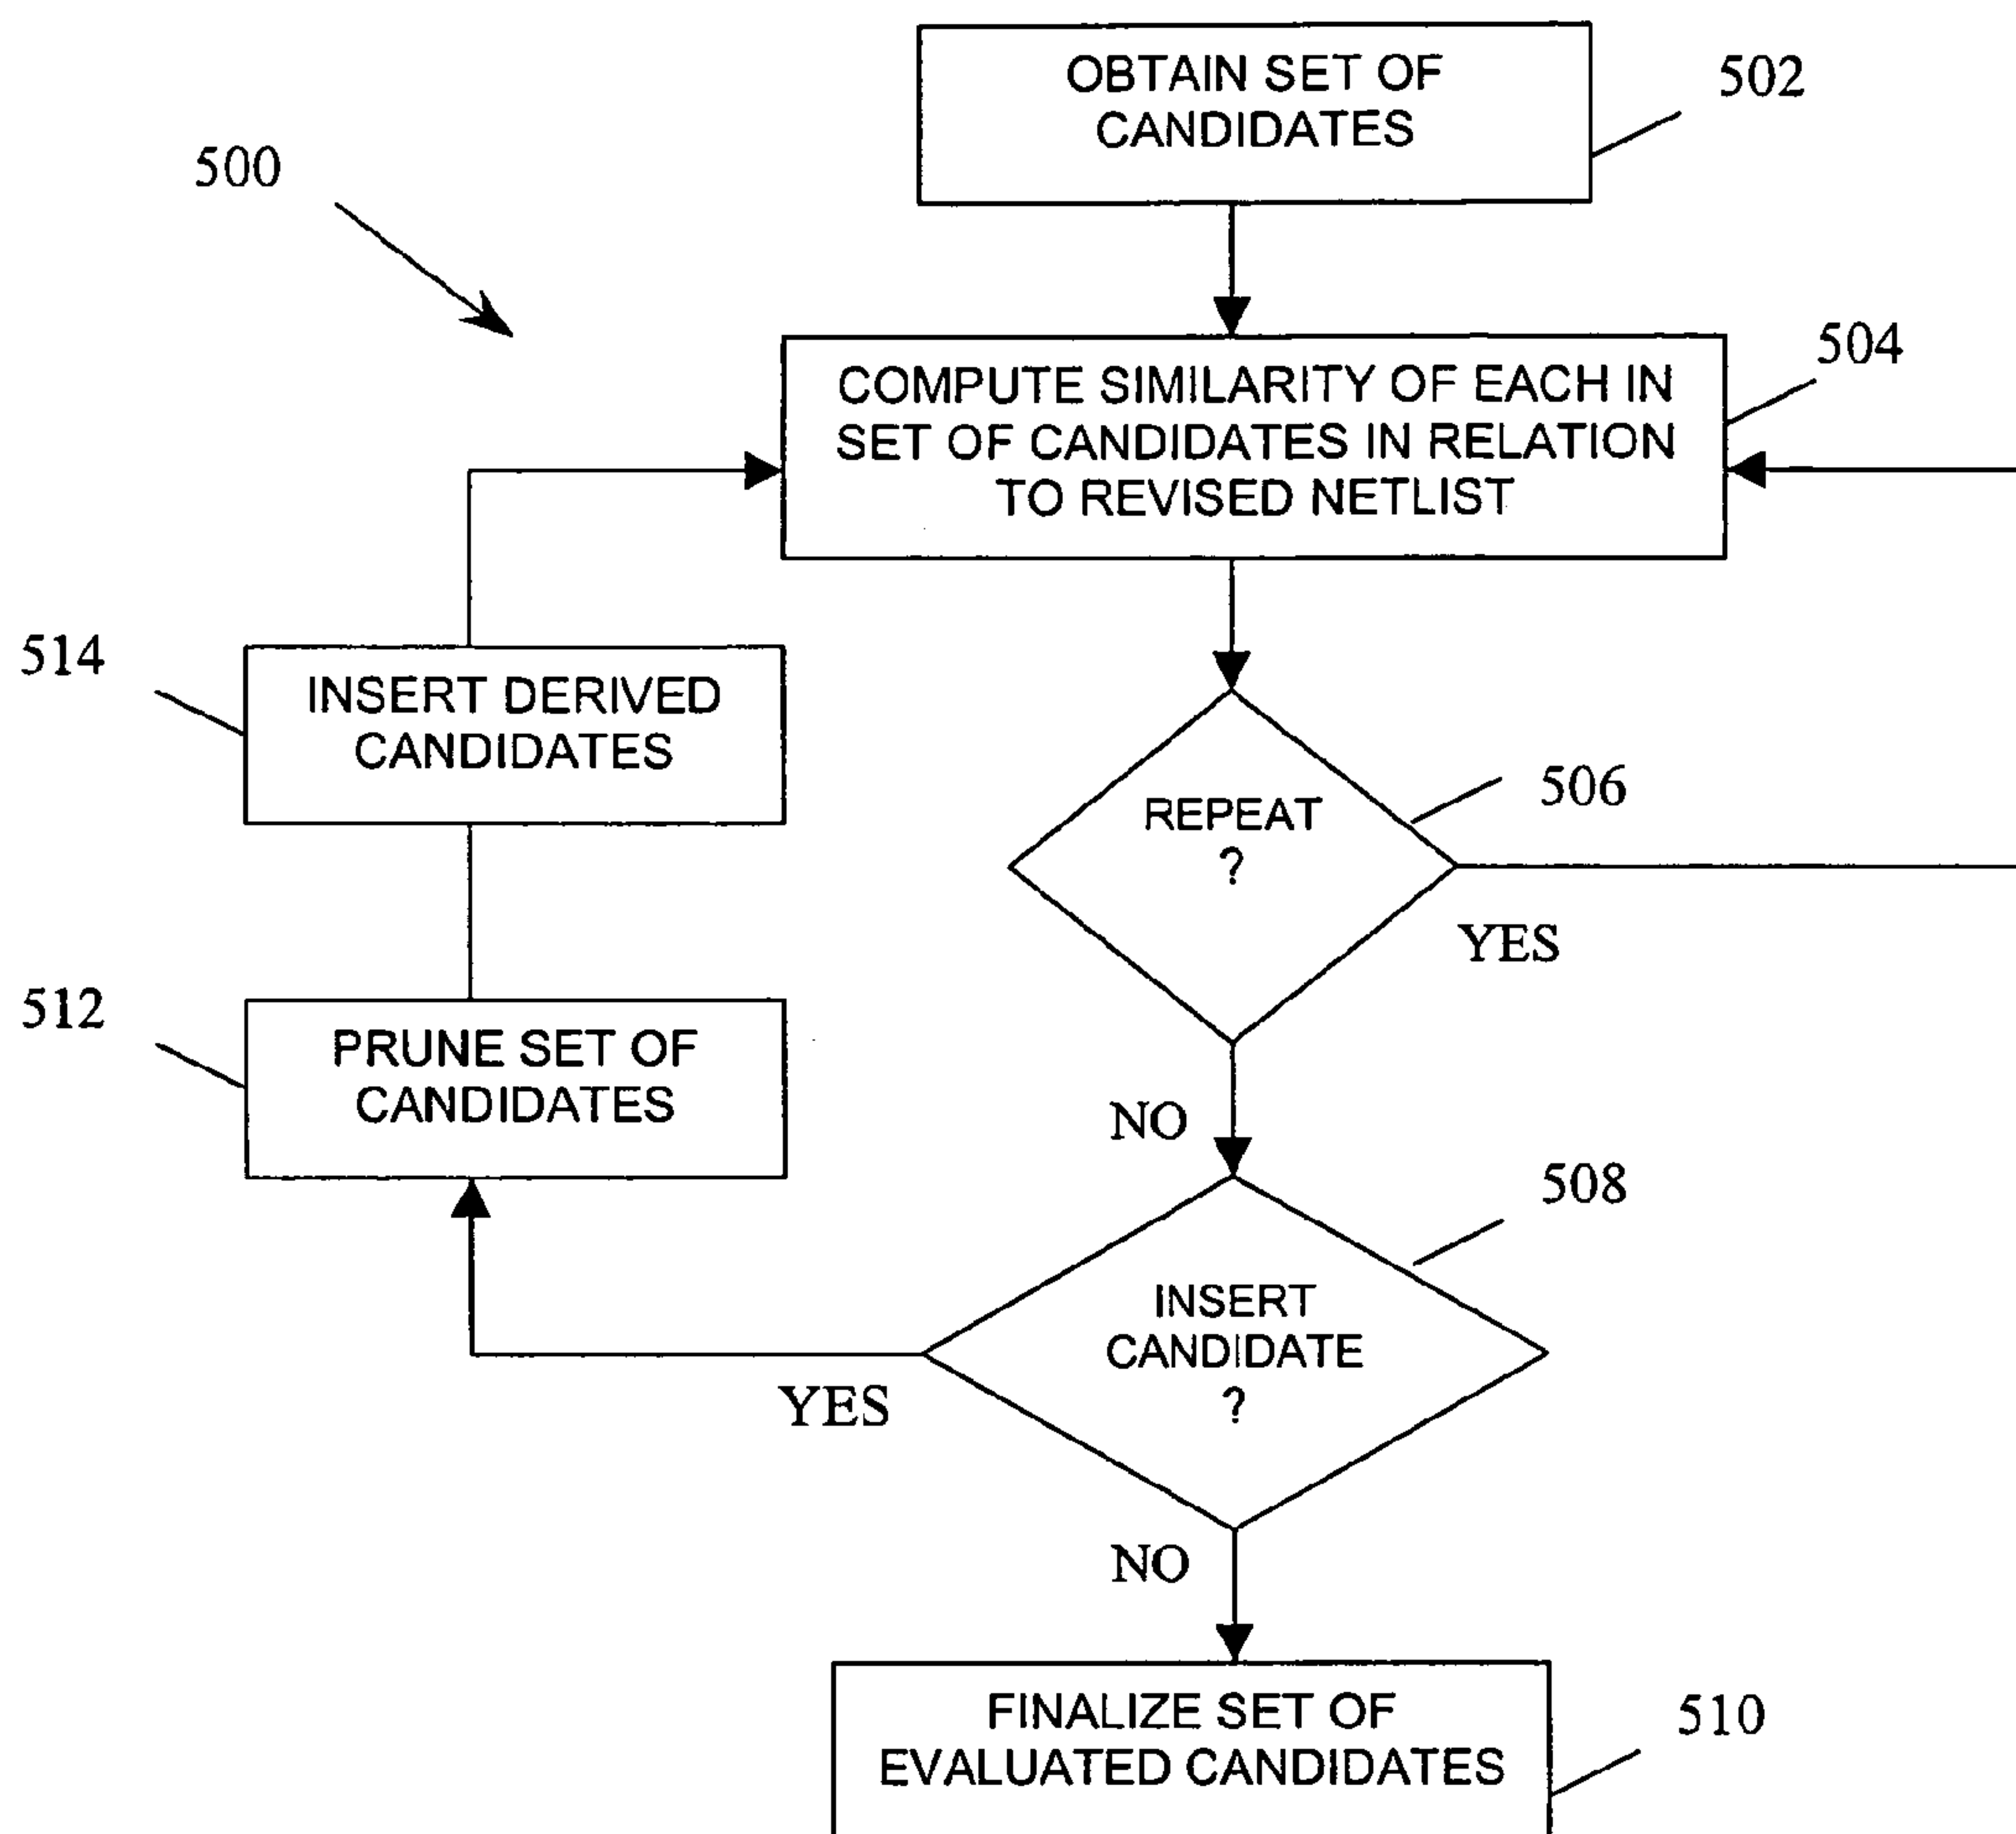 OBTAIN SET OF
CANDIDATES
502
500
COMPUTE SIMILARITY OF EACH IN
SET OF CANDIDATES IN RELATION
TO REVISED NETLIST
504
514
INSERT DERIVED
CANDIDATES
REPEAT
?
506
YES
512
PRUNE SET OF
CANDIDATES
NO
508
INSERT
CANDIDATE
?
YES
NO
FINALIZE SET OF
EVALUATED CANDIDATES
510